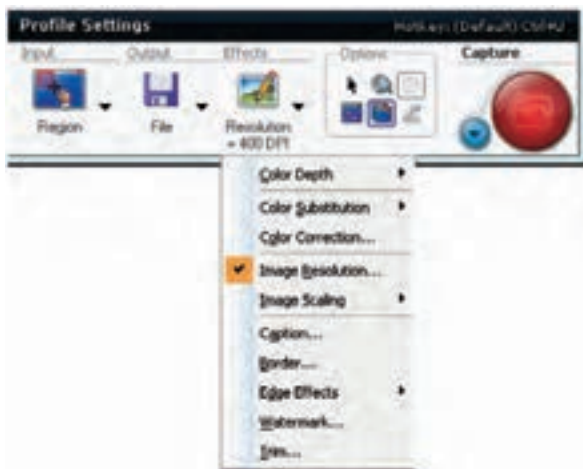 Profile Settings
Hotkeys: (Default) Ctrl+U
Input
Output
Effects
Options
Capture
Region
File
Resolution
= 400 DPI
Color Depth
Color Substitution
Color Correction...
Image Resolution...
Image Scaling
Caption...
Border...
Edge Effects
Watermark...
Trim...